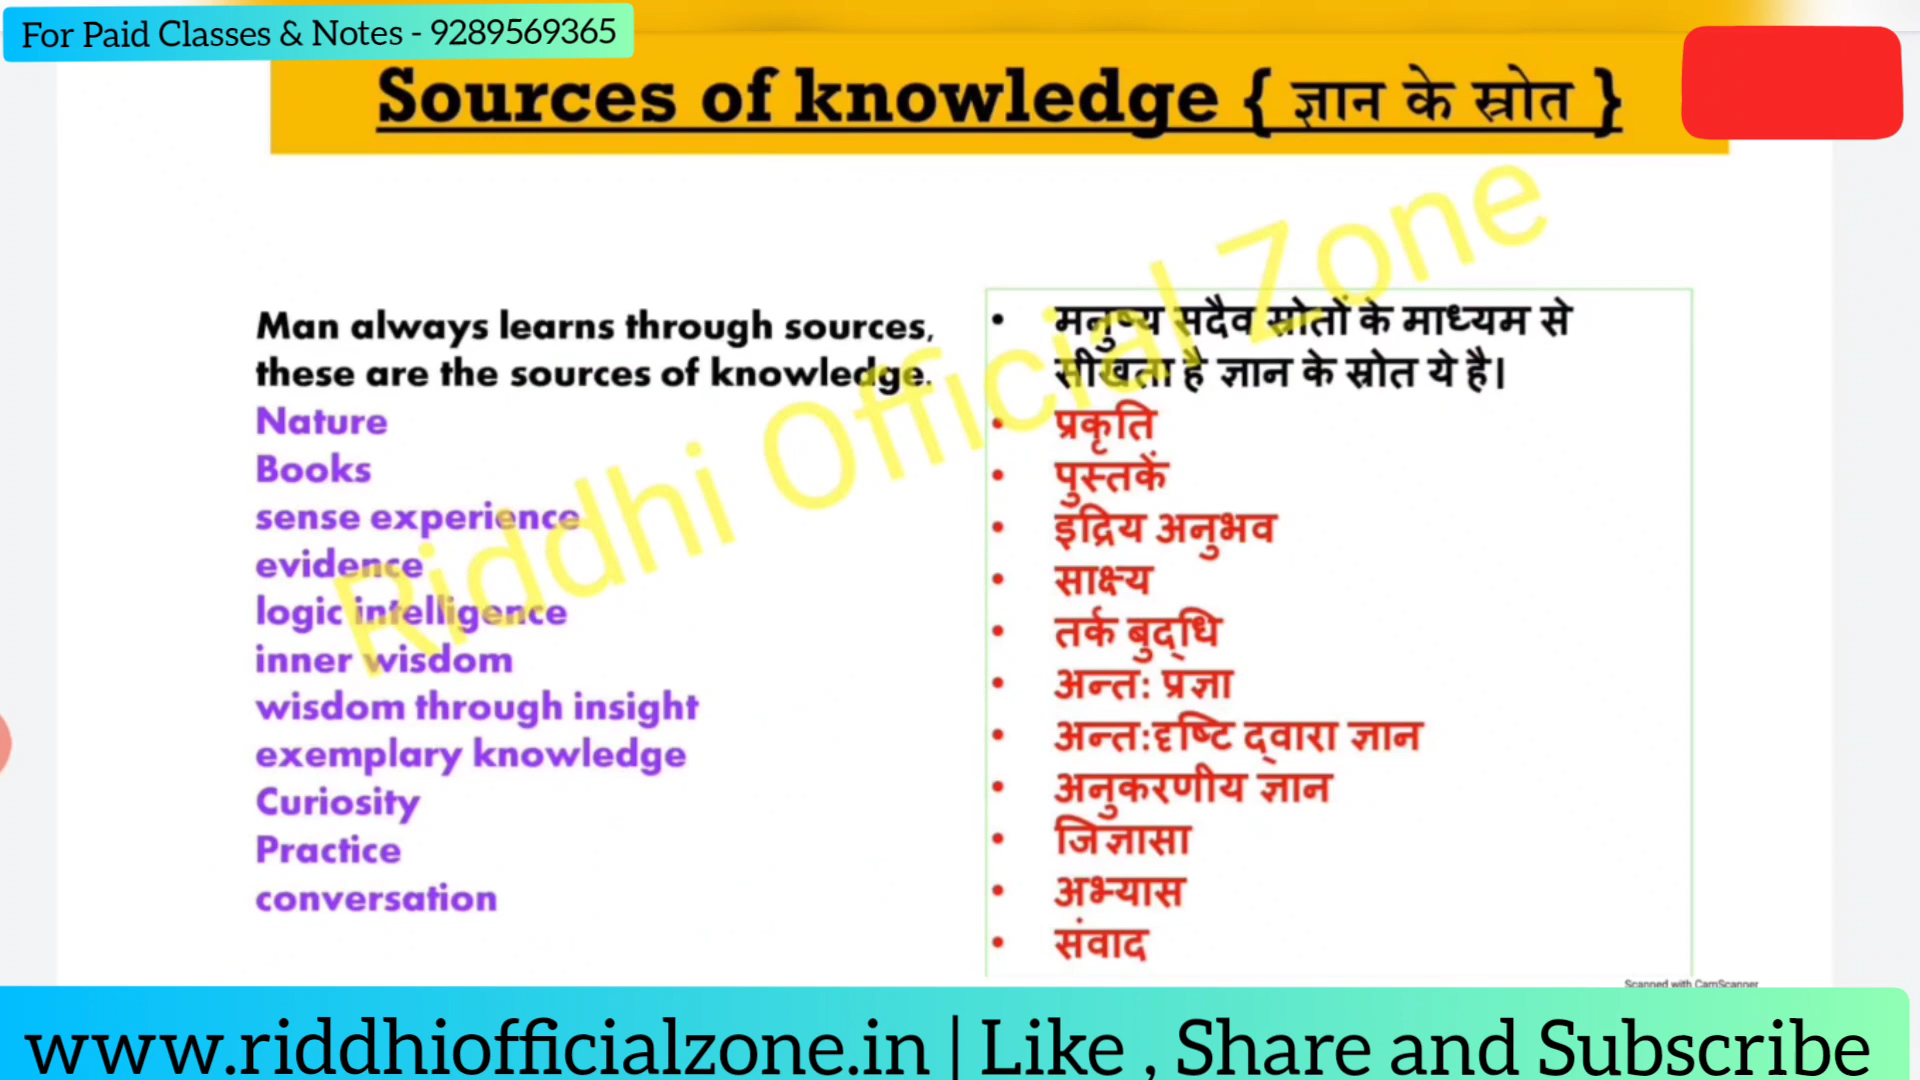 For Paid Classes & Notes - 9289569365
Sources of knowledge { ज्ञान के स्रोत }
Man always learns through sources,
these are the sources of knowledge.
Nature
Books
sense experience
evidence
logic intelligence
inner wisdom
wisdom through insight
exemplary knowledge
Curiosity
Practice
conversation
• मनुष्य सदैव स्रोतों के माध्यम से
सीखता है ज्ञान के स्रोत ये है।
• प्रकृति
• पुस्तकें
• इंद्रिय अनुभव
• साक्ष्य
• तर्क बुद्धि
• अन्तः प्रज्ञा
• अन्तःदृष्टि द्वारा ज्ञान
• अनुकरणीय ज्ञान
• जिज्ञासा
• अभ्यास
• संवाद
Riddhi Official Zone
Scanned with CamScanner
www.riddhiofficialzone.in | Like , Share and Subscribe